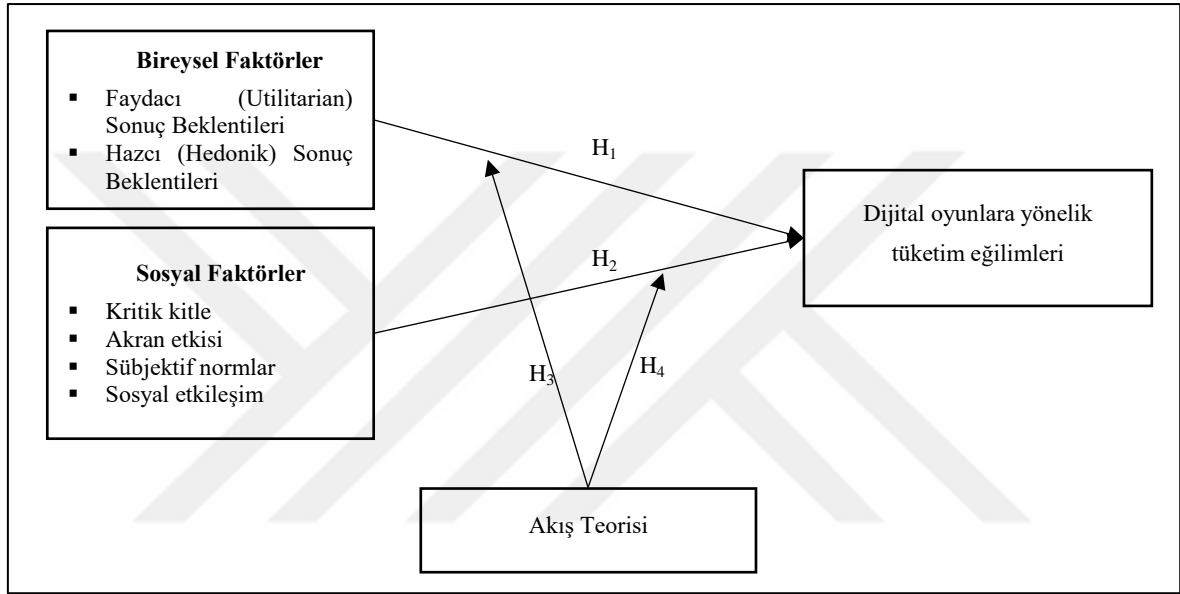 Bireysel Faktörler
▪ Faydacı (Utilitarian)
Sonuç Beklentileri
▪ Hazcı (Hedonik) Sonuç
Beklentileri
H₁
Dijital oyunlara yönelik
tüketim eğilimleri
Sosyal Faktörler
▪ Kritik kitle
▪ Akran etkisi
▪ Sübjektif normlar
▪ Sosyal etkileşim
H₂
H₃
H₄
Akış Teorisi